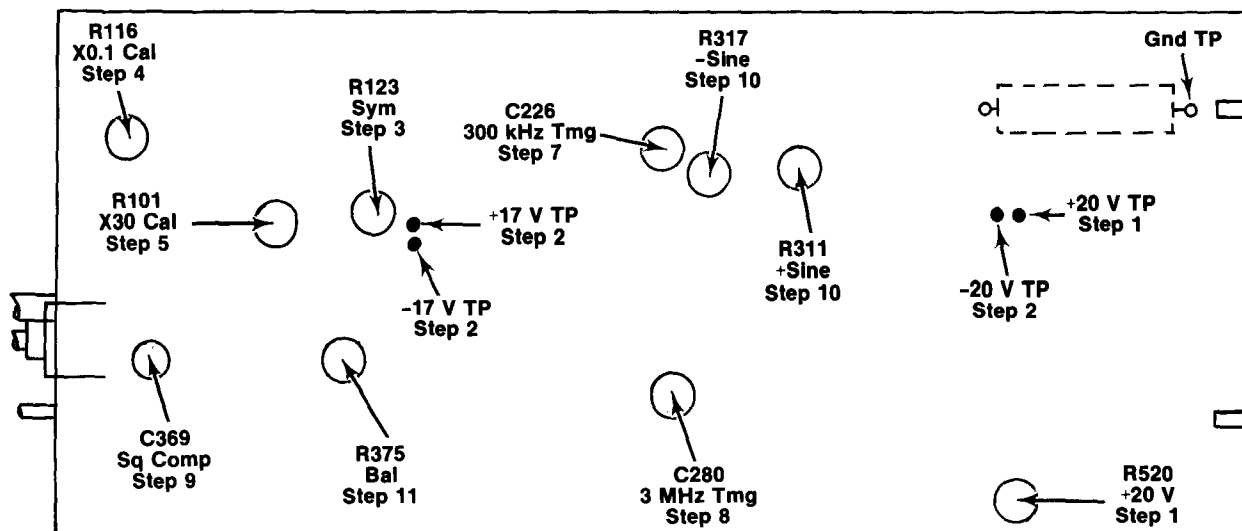 R116
X0.1 Cal
Step 4
R123
Sym
Step 3
C226
300 kHz Tmg
Step 7
R317
-Sine
Step 10
Gnd TP
R101
X30 Cal
Step 5
+17 V TP
Step 2
-17 V TP
Step 2
R311
+Sine
Step 10
+20 V TP
Step 1
-20 V TP
Step 2
C369
Sq Comp
Step 9
R375
Bal
Step 11
C280
3 MHz Tmg
Step 8
R520
+20 V
Step 1